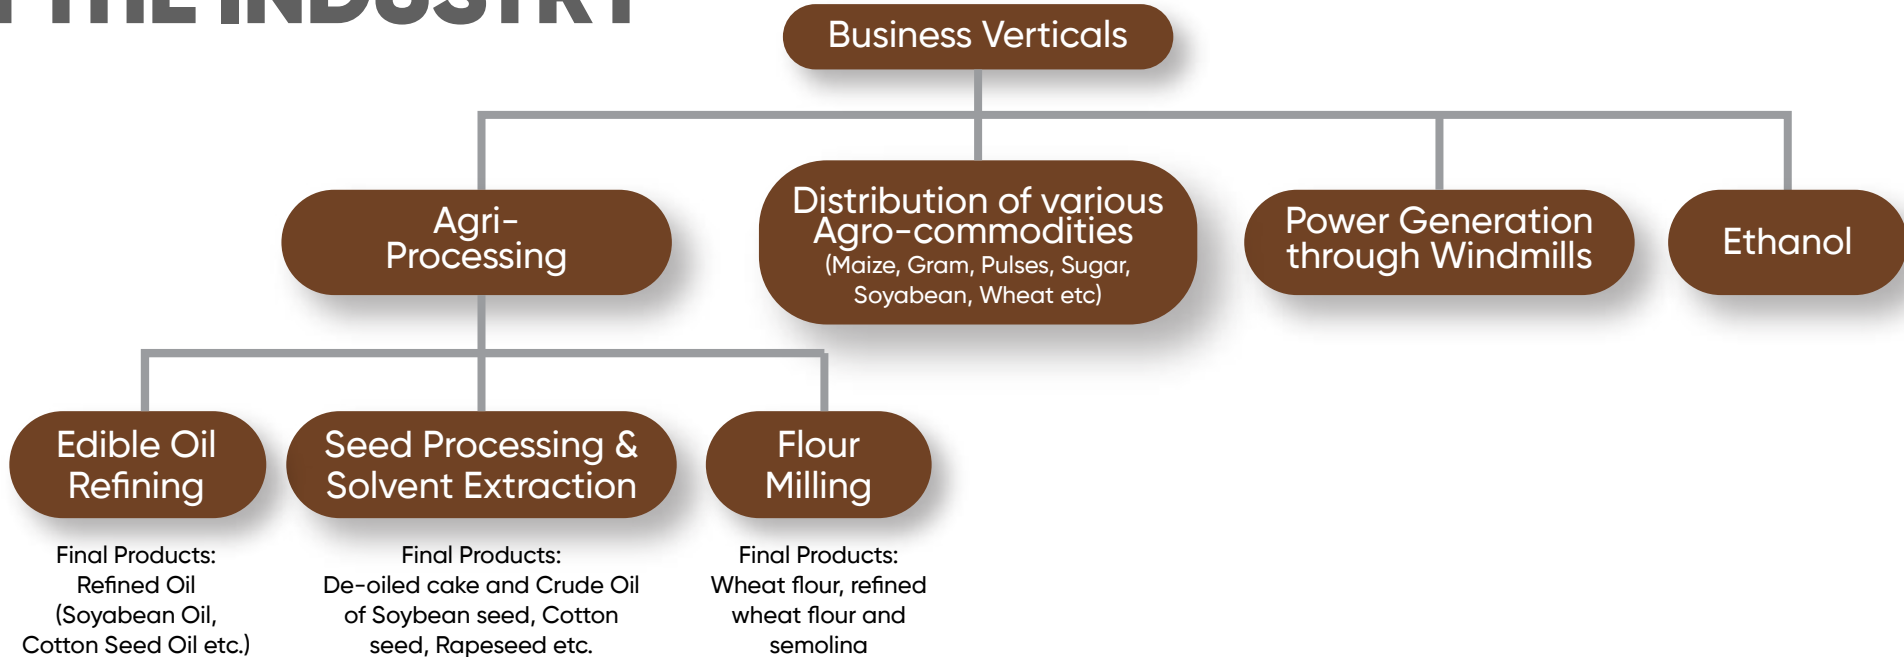 THE INDUSTRY
Business Verticals
Agri-
Processing
Distribution of various
Agro-commodities
(Maize, Gram, Pulses, Sugar,
Soyabean, Wheat etc)
Power Generation
through Windmills
Ethanol
Edible Oil
Refining
Seed Processing &
Solvent Extraction
Flour
Milling
Final Products:
Refined Oil
(Soyabean Oil,
Cotton Seed Oil etc.)
Final Products:
De-oiled cake and Crude Oil
of Soybean seed, Cotton
seed, Rapeseed etc.
Final Products:
Wheat flour, refined
wheat flour and
semolina